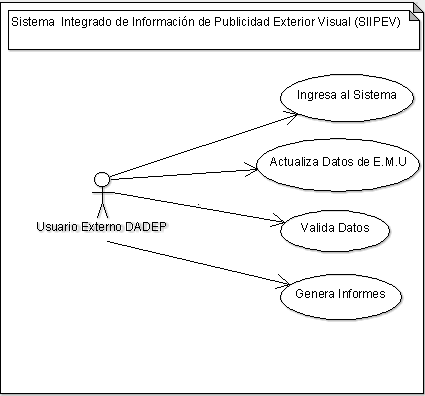 Sistema Integrado de Información de Publicidad Exterior Visual (SIIPEV)
Ingresa al Sistema
Actualiza Datos de E.M.U
Usuario Externo DADEP
Valida Datos
Genera Informes